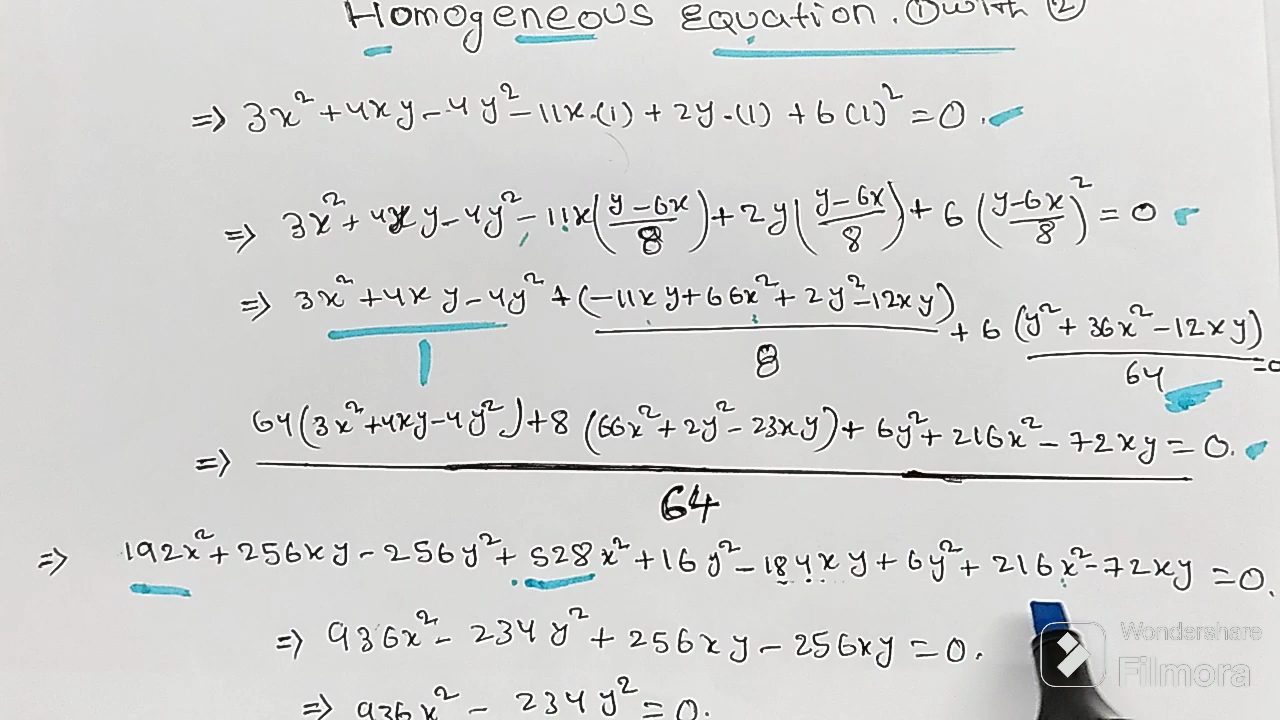 Homogeneous Equation. ① with ②
⇒ 3x² + 4xy - 4y² - 11x·(1) + 2y·(1) + 6(1)² = 0.
⇒ 3x² + 4xy - 4y² - 11x((y-6x)/8) + 2y((y-6x)/8) + 6((y-6x)/8)² = 0
⇒ (3x² + 4xy - 4y²)/1 + (-11xy + 66x² + 2y² - 12xy)/8 + 6(y² + 36x² - 12xy)/64 = 0
⇒ (64(3x² + 4xy - 4y²) + 8(66x² + 2y² - 23xy) + 6y² + 216x² - 72xy = 0.)/64
⇒ 192x² + 256xy - 256y² + 528x² + 16y² - 184xy + 6y² + 216x² - 72xy = 0.
⇒ 936x² - 234y² + 256xy - 256xy = 0.
⇒ 936x² - 234y² = 0.
Wondershare
Filmora